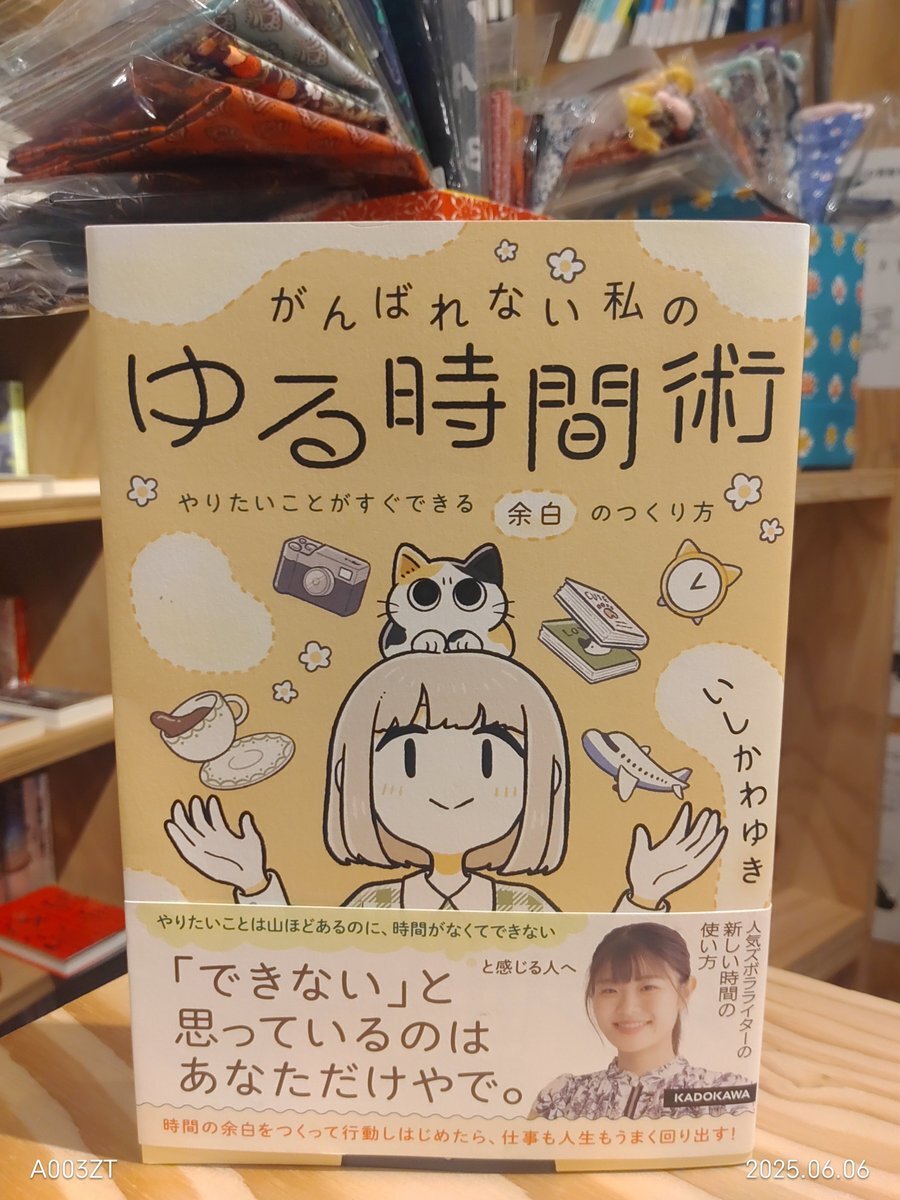 がんばれない私の
ゆる時間術
やりたいことがすぐできる 余白 のつくり方
いしかわゆき
やりたいことは山ほどあるのに、時間がなくてできない
と感じる人へ
「できない」と
思っているのは
あなただけやで。
人気ズボラライターの
新しい時間の
使い方
KADOKAWA
時間の余白をつくって行動しはじめたら、仕事も人生もうまく回り出す!
A003ZT
2025.06.06